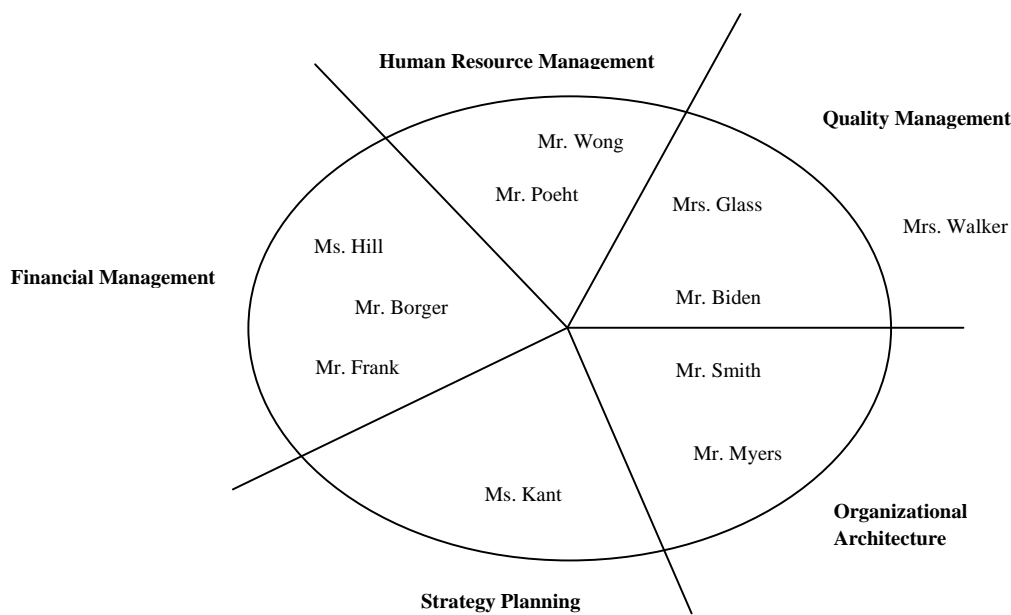 Human Resource Management
Quality Management
Mr. Wong
Mr. Poeht
Mrs. Glass
Mrs. Walker
Ms. Hill
Financial Management
Mr. Borger
Mr. Biden
Mr. Frank
Mr. Smith
Mr. Myers
Ms. Kant
Organizational
Architecture
Strategy Planning